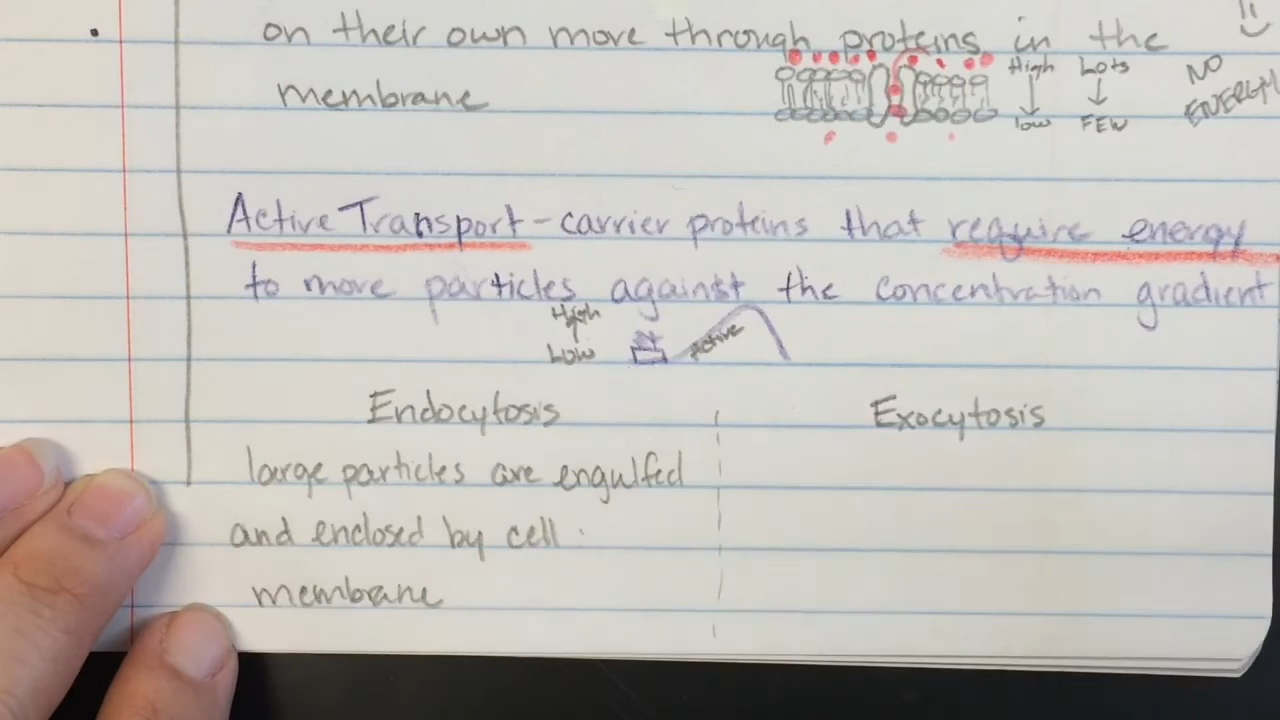 on their own move through proteins in the
membrane
High Lots
low FEW
NO
ENERGY
Active Transport - carrier proteins that require energy
to move particles against the concentration gradient
High
Low
Active
Endocytosis
large particles are engulfed
and enclosed by cell
membrane
Exocytosis